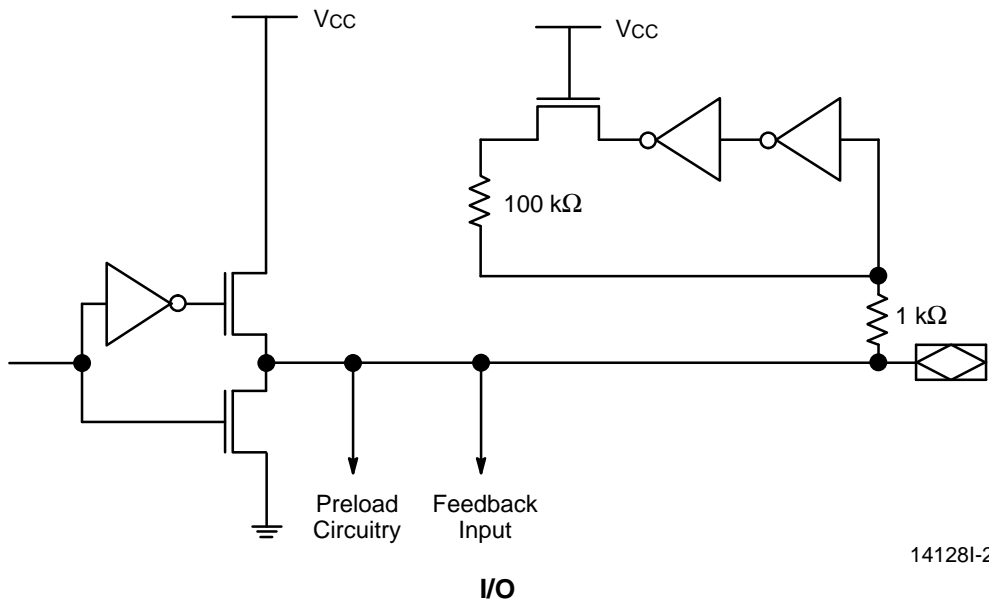 VCC
VCC
100 kΩ
1 kΩ
Preload
Circuitry
Feedback
Input
14128I-2
I/O